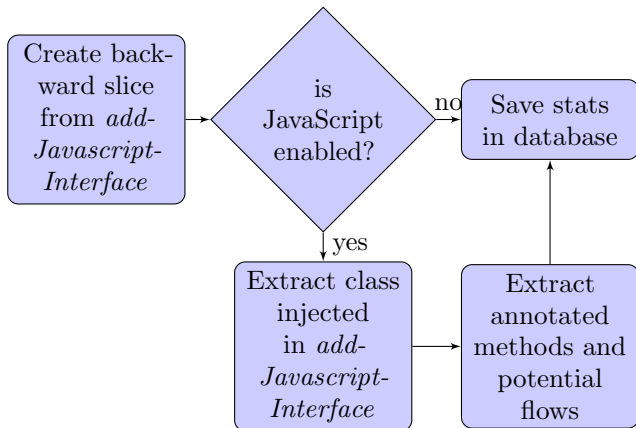 Create back-
ward slice
from add-
Javascript-
Interface
is
JavaScript
enabled?
no
Save stats
in database
yes
Extract class
injected
in add-
Javascript-
Interface
Extract
annotated
methods and
potential
flows